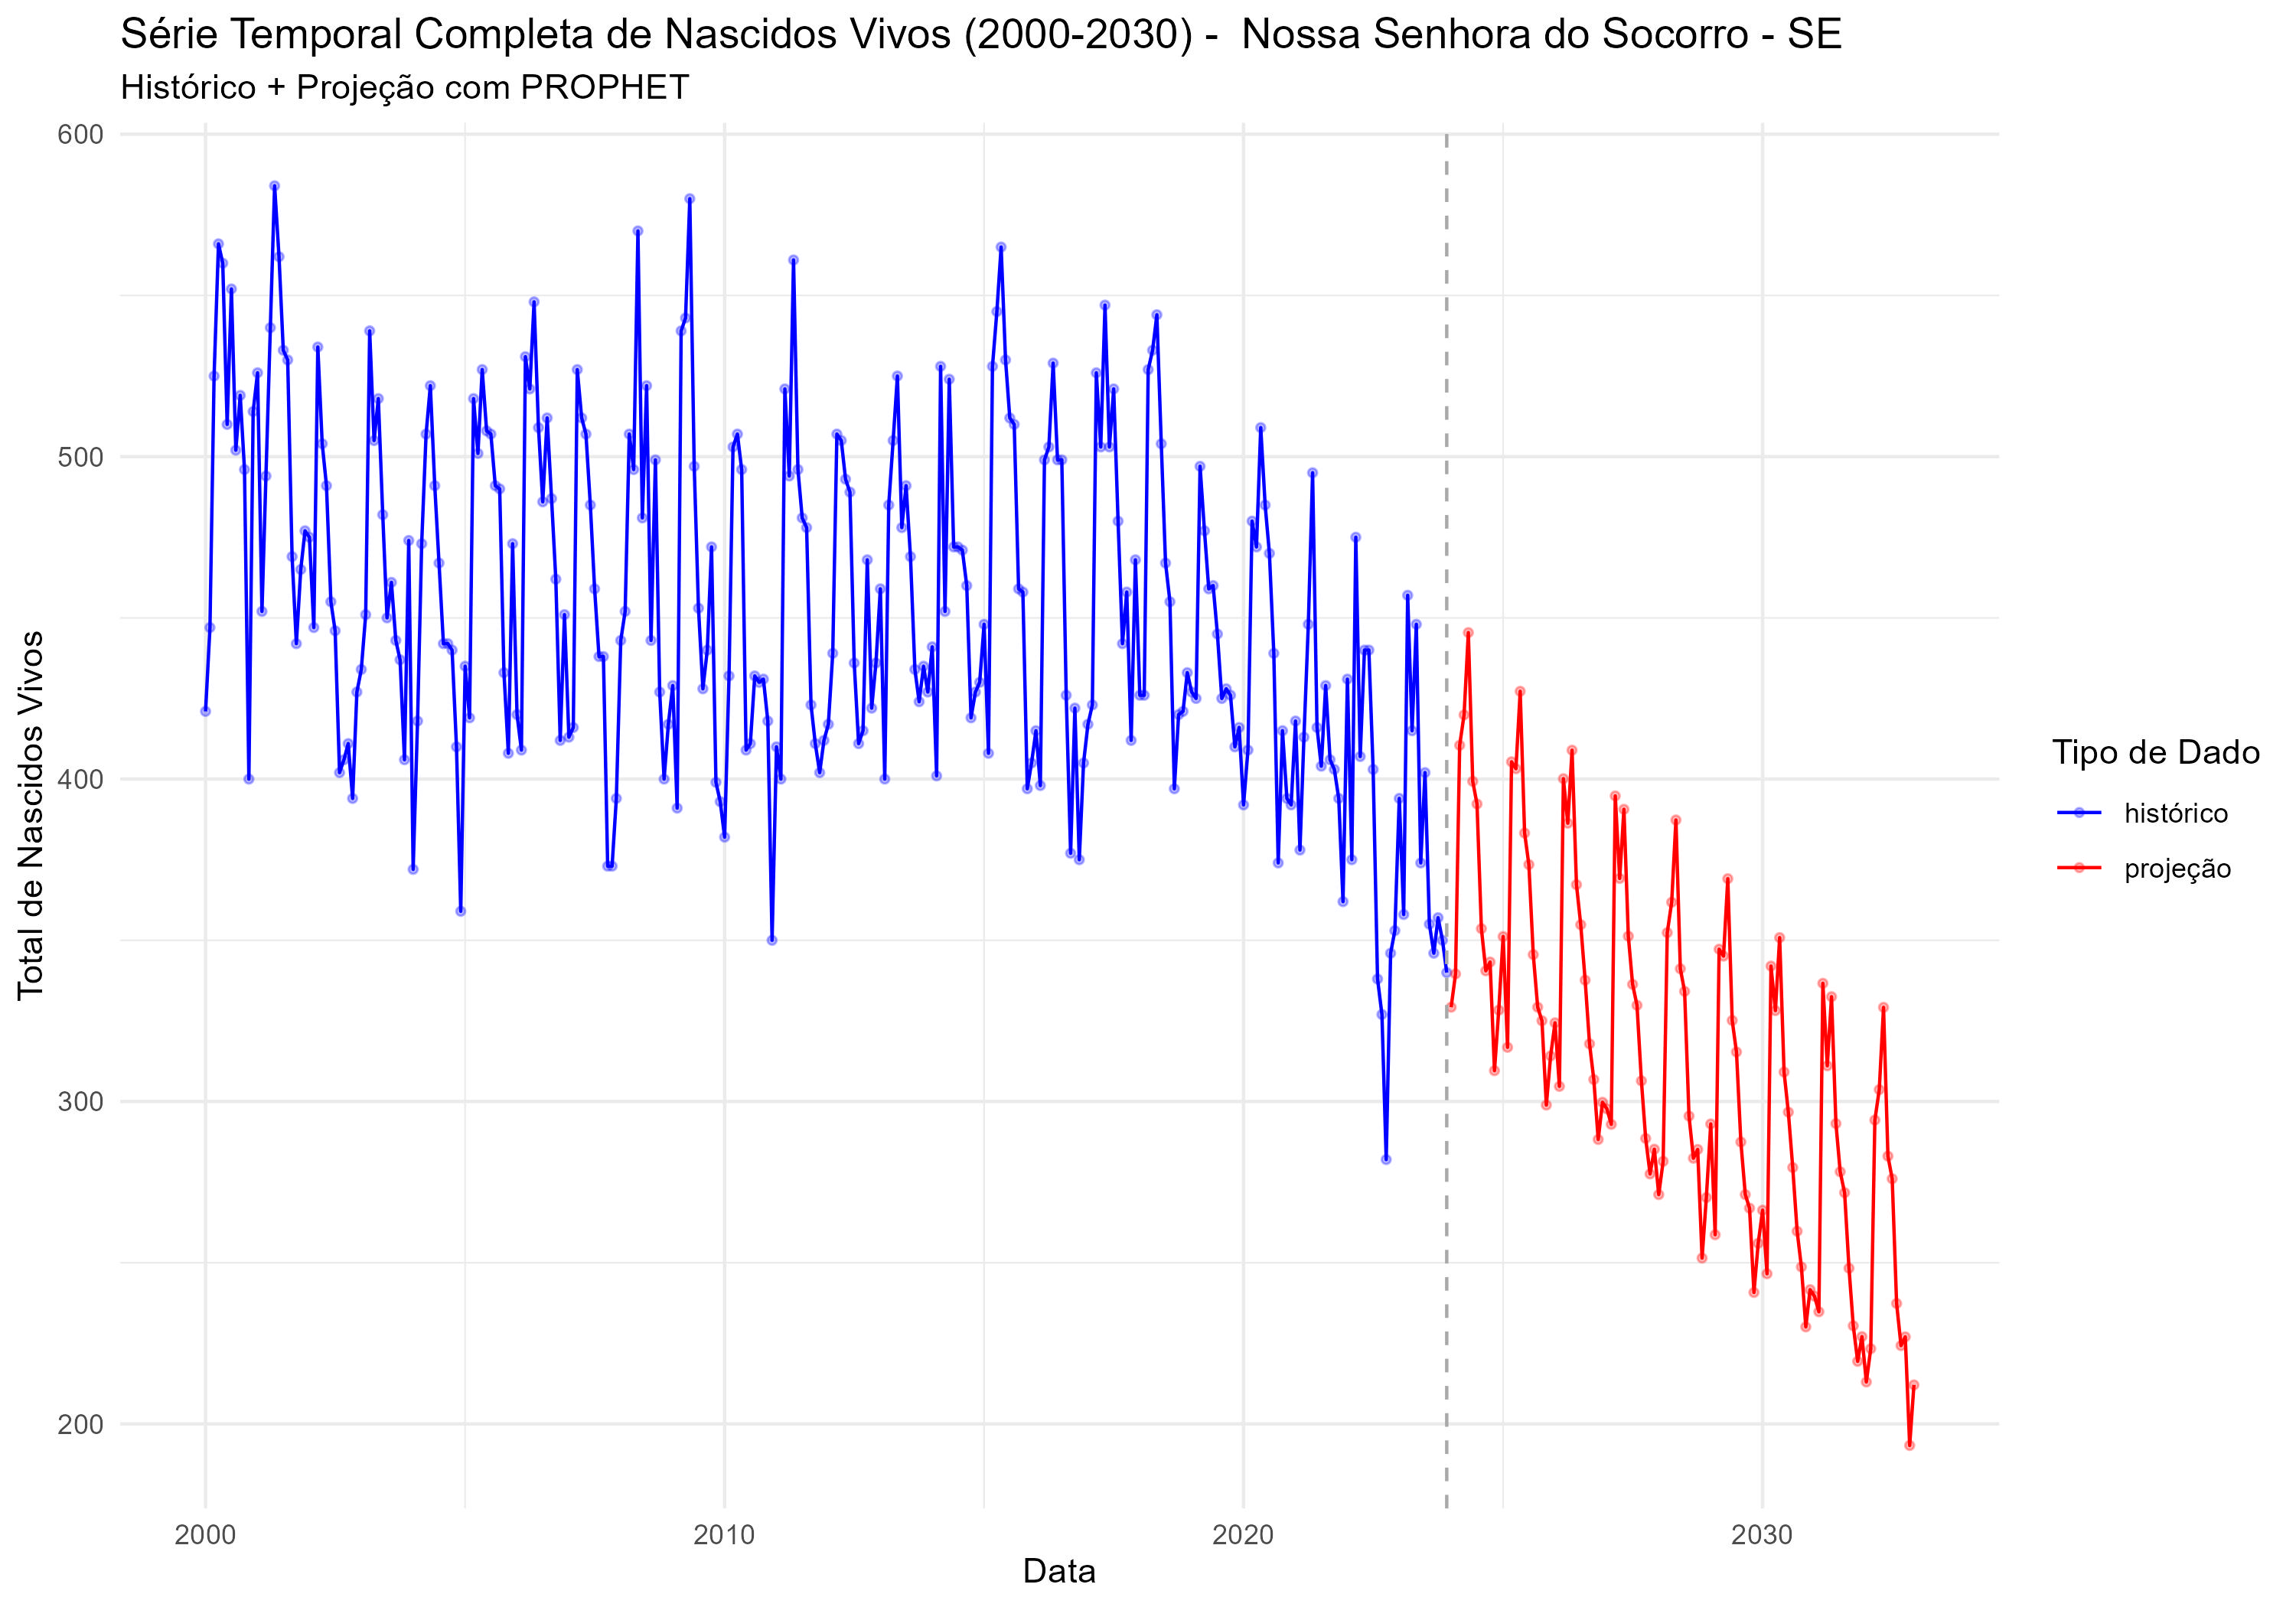 Série Temporal Completa de Nascidos Vivos (2000-2030) -  Nossa Senhora do Socorro - SE
Histórico + Projeção com PROPHET
600
500
400
300
200
Total de Nascidos Vivos
2000
2010
2020
2030
Data
Tipo de Dado
histórico
projeção